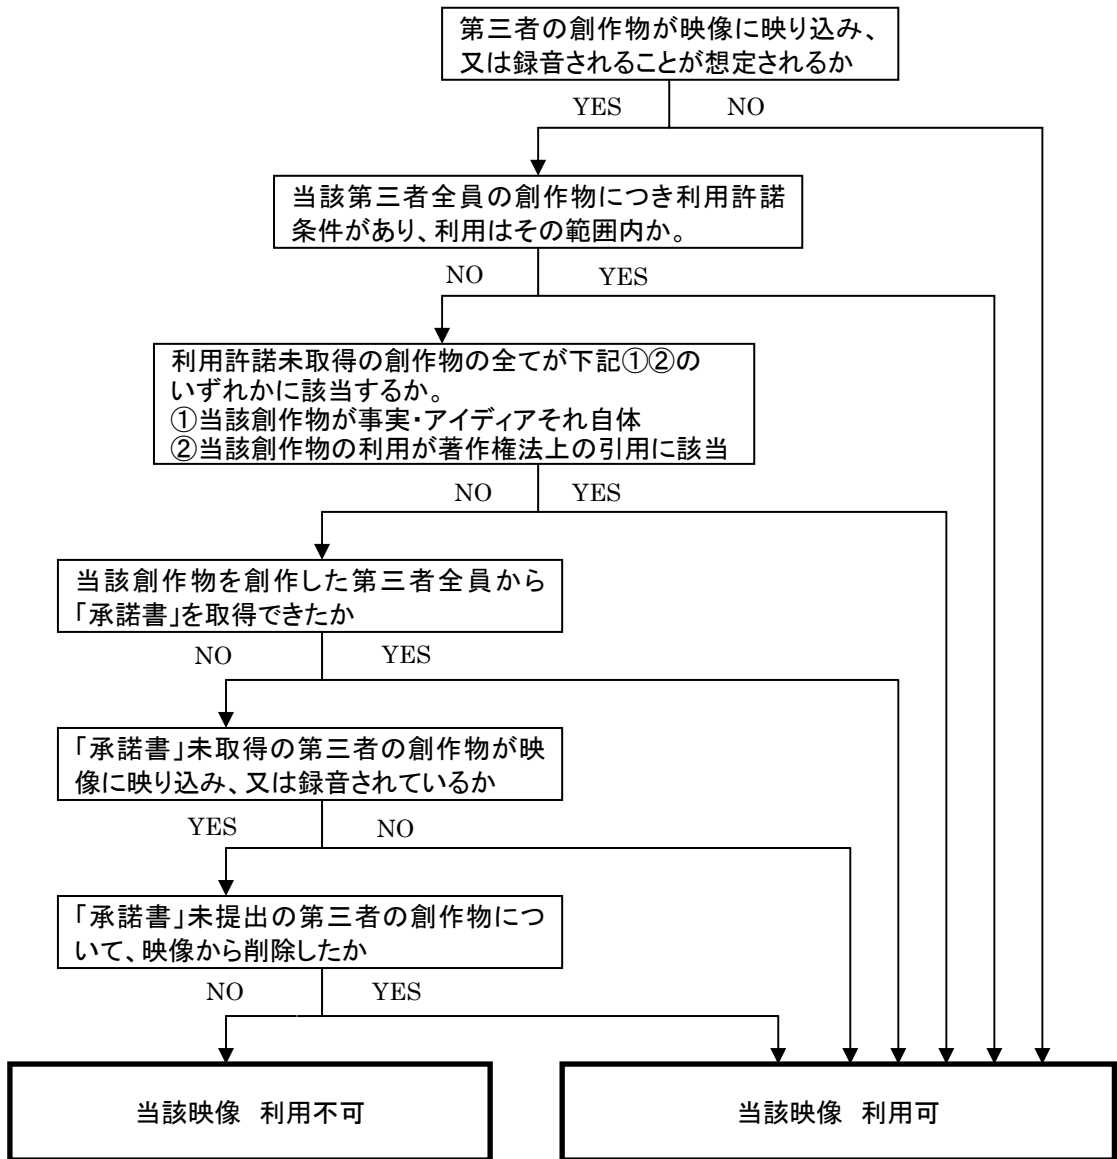 第三者の創作物が映像に映り込み、
又は録音されることが想定されるか
YES NO
当該第三者全員の創作物につき利用許諾
条件があり、利用はその範囲内か。
NO YES
利用許諾未取得の創作物の全てが下記①②の
いずれかに該当するか。
①当該創作物が事実・アイディアそれ自体
②当該創作物の利用が著作権法上の引用に該当
NO YES
当該創作物を創作した第三者全員から
「承諾書」を取得できたか
NO YES
「承諾書」未取得の第三者の創作物が映
像に映り込み、又は録音されているか
YES NO
「承諾書」未提出の第三者の創作物につ
いて、映像から削除したか
NO YES
当該映像 利用不可
当該映像 利用可